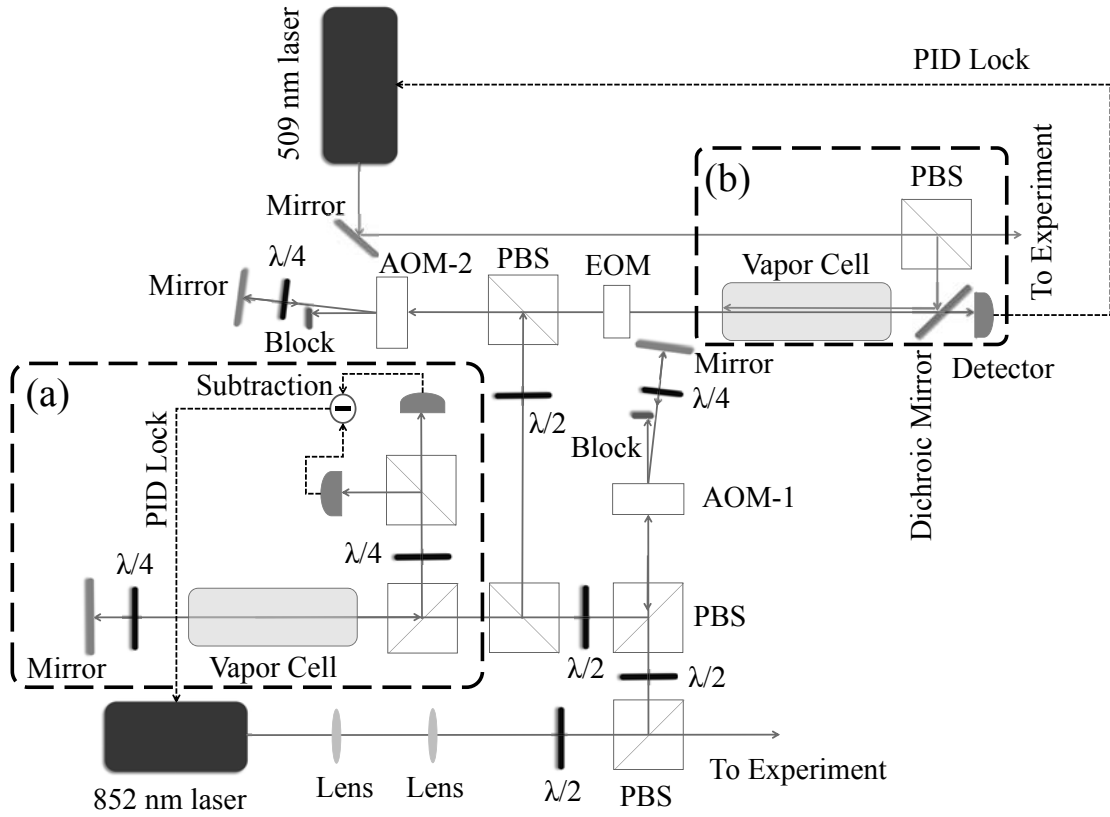 509 nm laser
PID Lock
To Experiment
(b)
PBS
Mirror
λ/4
AOM-2
PBS
EOM
Vapor Cell
Mirror
Block
Mirror
Detector
Dichroic Mirror
(a)
Subtraction
λ/2
λ/4
Block
PID Lock
AOM-1
λ/4
λ/4
PBS
Mirror
Vapor Cell
λ/2
λ/2
To Experiment
Lens
Lens
λ/2
PBS
852 nm laser